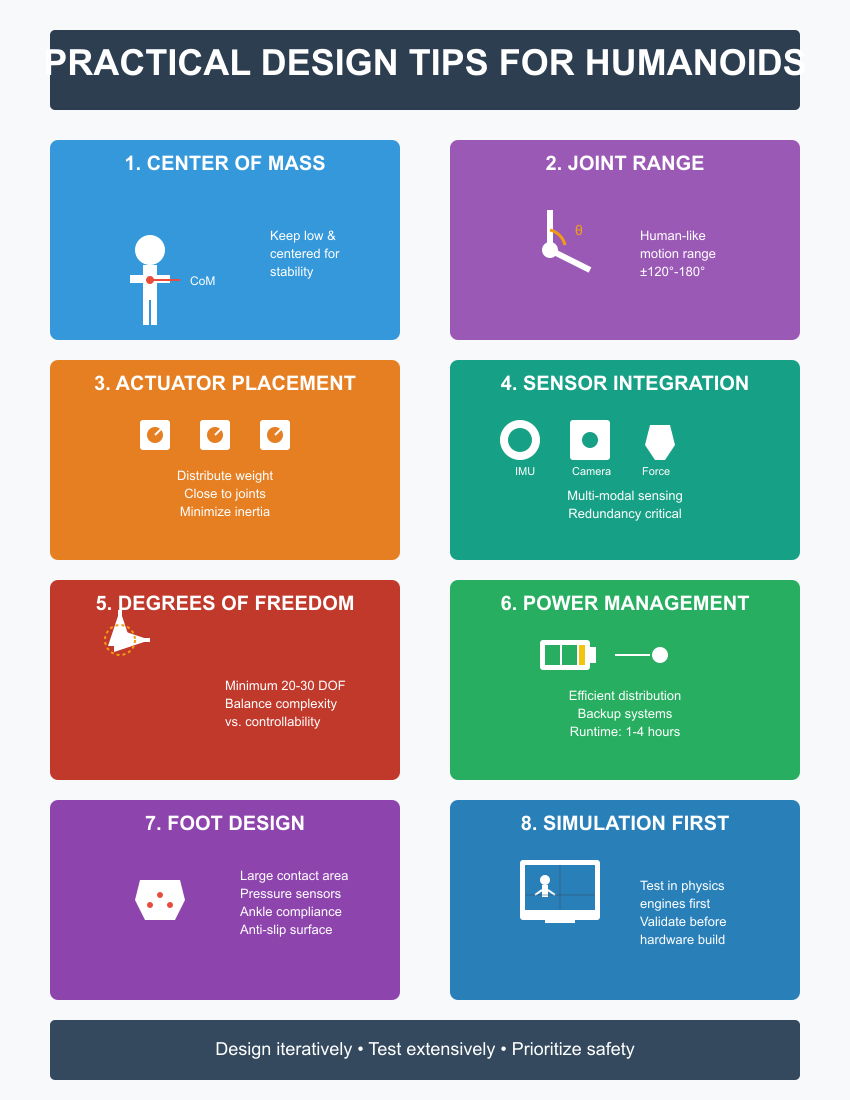 PRACTICAL DESIGN TIPS FOR HUMANOIDS
1. CENTER OF MASS
CoM
Keep low &
centered for
stability
2. JOINT RANGE
θ
Human-like
motion range
±120°-180°
3. ACTUATOR PLACEMENT
Distribute weight
Close to joints
Minimize inertia
4. SENSOR INTEGRATION
IMU Camera Force
Multi-modal sensing
Redundancy critical
5. DEGREES OF FREEDOM
Minimum 20-30 DOF
Balance complexity
vs. controllability
6. POWER MANAGEMENT
Efficient distribution
Backup systems
Runtime: 1-4 hours
7. FOOT DESIGN
Large contact area
Pressure sensors
Ankle compliance
Anti-slip surface
8. SIMULATION FIRST
Test in physics
engines first
Validate before
hardware build
Design iteratively • Test extensively • Prioritize safety